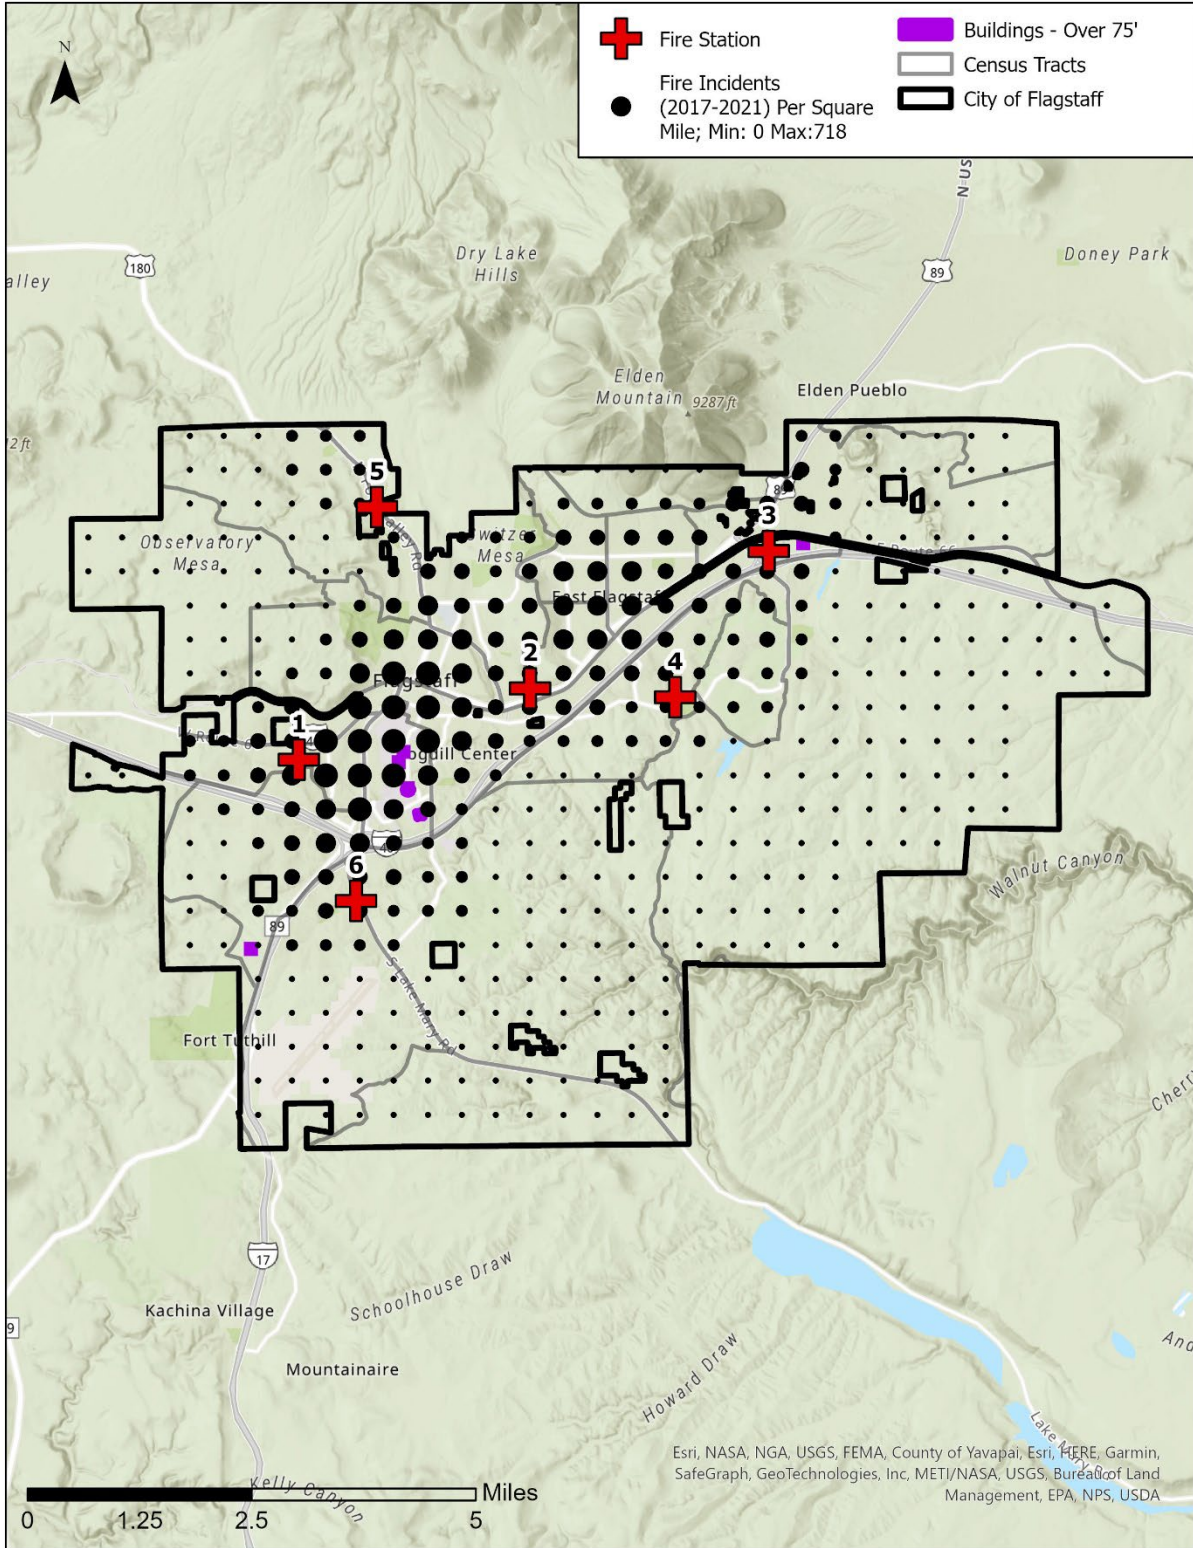 N
Fire Station
Fire Incidents
(2017-2021) Per Square
Mile; Min: 0 Max:718
Buildings - Over 75'
Census Tracts
City of Flagstaff
N US
180
Dry Lake
Hills
89
Doney Park
alley
Elden
Mountain
9287 ft
Elden Pueblo
5
3
Observatory
Mesa
Mesa
East Flagstaff
2
4
Flagstaff
1
6
89
Walnut Canyon
S Lake Mary Rd
Fort Tuthill
17
Schoolhouse Draw
Kachina Village
9
Mountainaire
Howard Draw
Kelly Canyon
Miles
0
1.25
2.5
5
Esri, NASA, NGA, USGS, FEMA, County of Yavapai, Esri, HERE, Garmin,
SafeGraph, GeoTechnologies, Inc, METI/NASA, USGS, Bureau of Land
Management, EPA, NPS, USDA